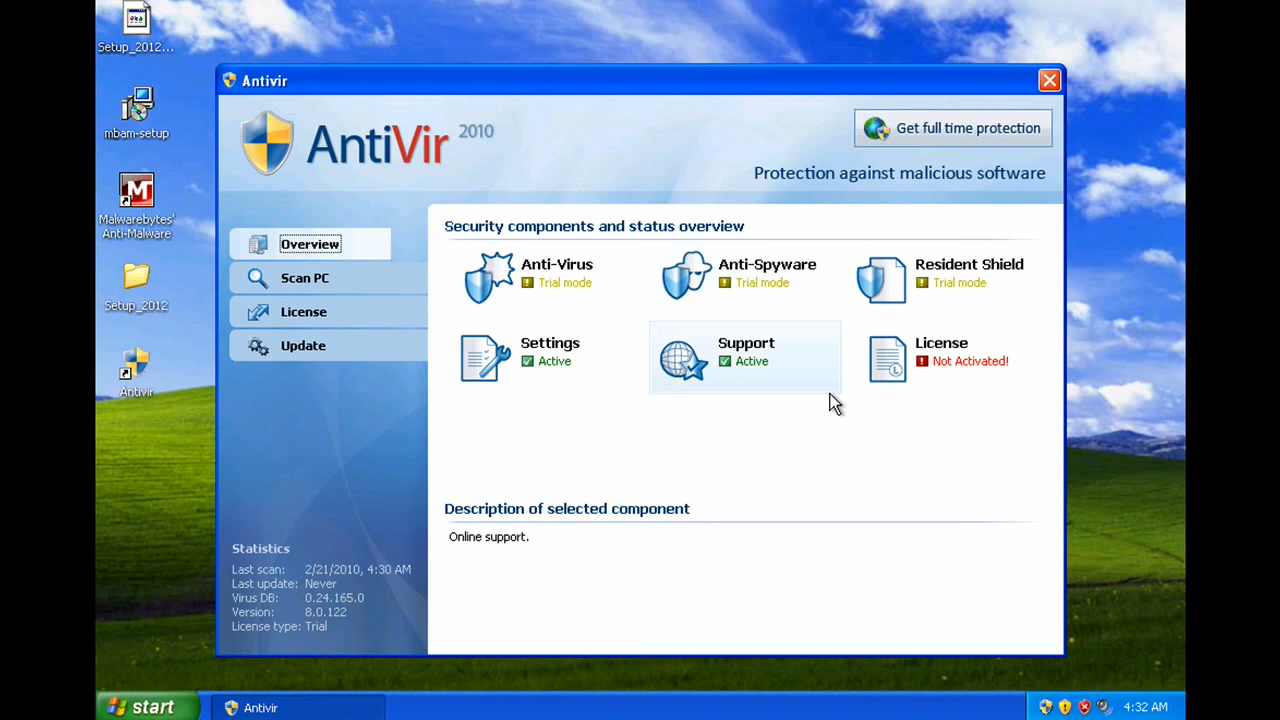 Setup_2012...
mbam-setup
Malwarebytes'
Anti-Malware
Setup_2012
Antivir
Antivir
AntiVir 2010
Get full time protection
Protection against malicious software
Overview
Scan PC
License
Update
Security components and status overview
Anti-Virus
Trial mode
Anti-Spyware
Trial mode
Resident Shield
Trial mode
Settings
Active
Support
Active
License
Not Activated!
Description of selected component
Online support.
Statistics
Last scan: 2/21/2010, 4:30 AM
Last update: Never
Virus DB: 0.24.165.0
Version: 8.0.122
License type: Trial
start
Antivir
4:32 AM